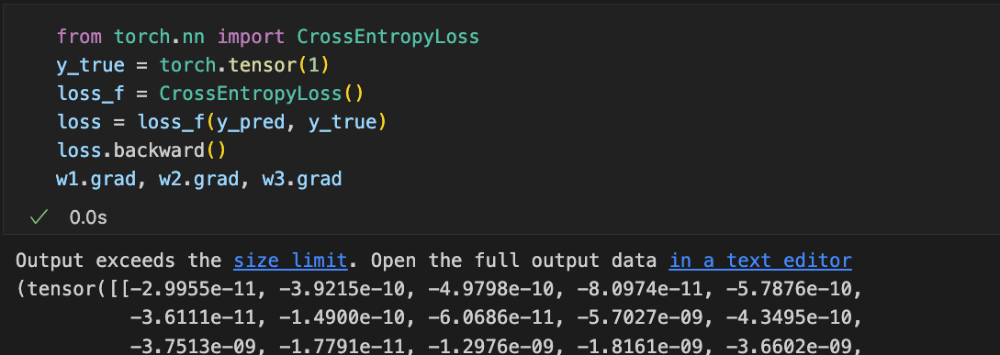 from torch.nn import CrossEntropyLoss
y_true = torch.tensor(1)
loss_f = CrossEntropyLoss()
loss = loss_f(y_pred, y_true)
loss.backward()
w1.grad, w2.grad, w3.grad
✓ 0.0s
Output exceeds the size limit. Open the full output data in a text editor
(tensor([[-2.9955e-11, -3.9215e-10, -4.9798e-10, -8.0974e-11, -5.7876e-10,
-3.6111e-11, -1.4900e-10, -6.0686e-11, -5.7027e-09, -4.3495e-10,
-3.7513e-09, -1.7791e-11, -1.2976e-09, -1.8161e-09, -3.6602e-09,